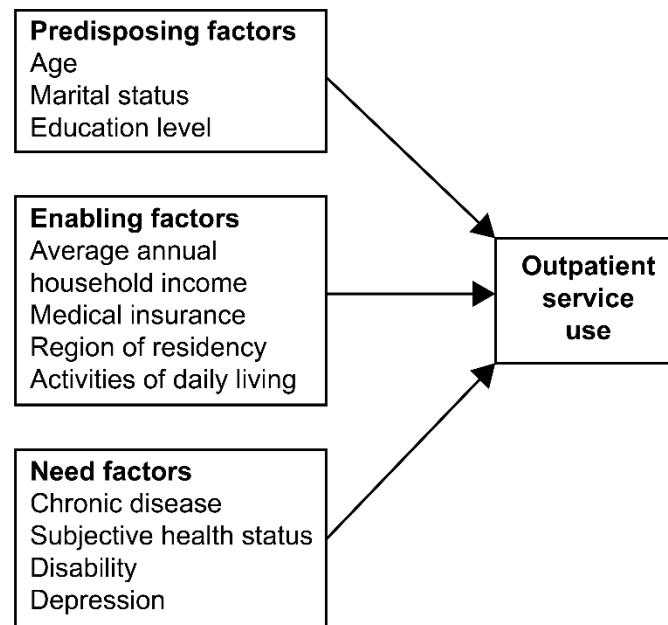 Predisposing factors
Age
Marital status
Education level
Enabling factors
Average annual
household income
Medical insurance
Region of residency
Activities of daily living
Need factors
Chronic disease
Subjective health status
Disability
Depression
Outpatient
service
use